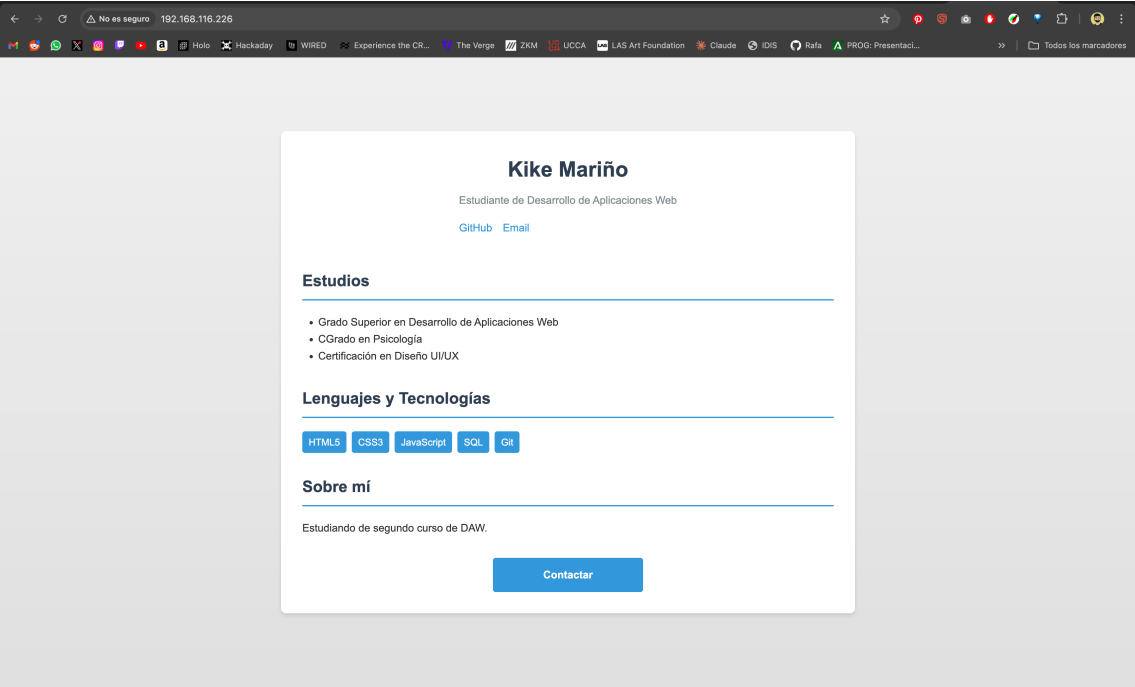 No es seguro 192.168.116.226
Holo Hackaday WIRED Experience the CR... The Verge ZKM UCCA LAS LAS Art Foundation Claude IDIS Rafa PROG: Presentaci... » Todos los marcadores
Kike Mariño
Estudiante de Desarrollo de Aplicaciones Web
GitHub Email
Estudios
• Grado Superior en Desarrollo de Aplicaciones Web
• CGrado en Psicología
• Certificación en Diseño UI/UX
Lenguajes y Tecnologías
HTML5 CSS3 JavaScript SQL Git
Sobre mí
Estudiando de segundo curso de DAW.
Contactar